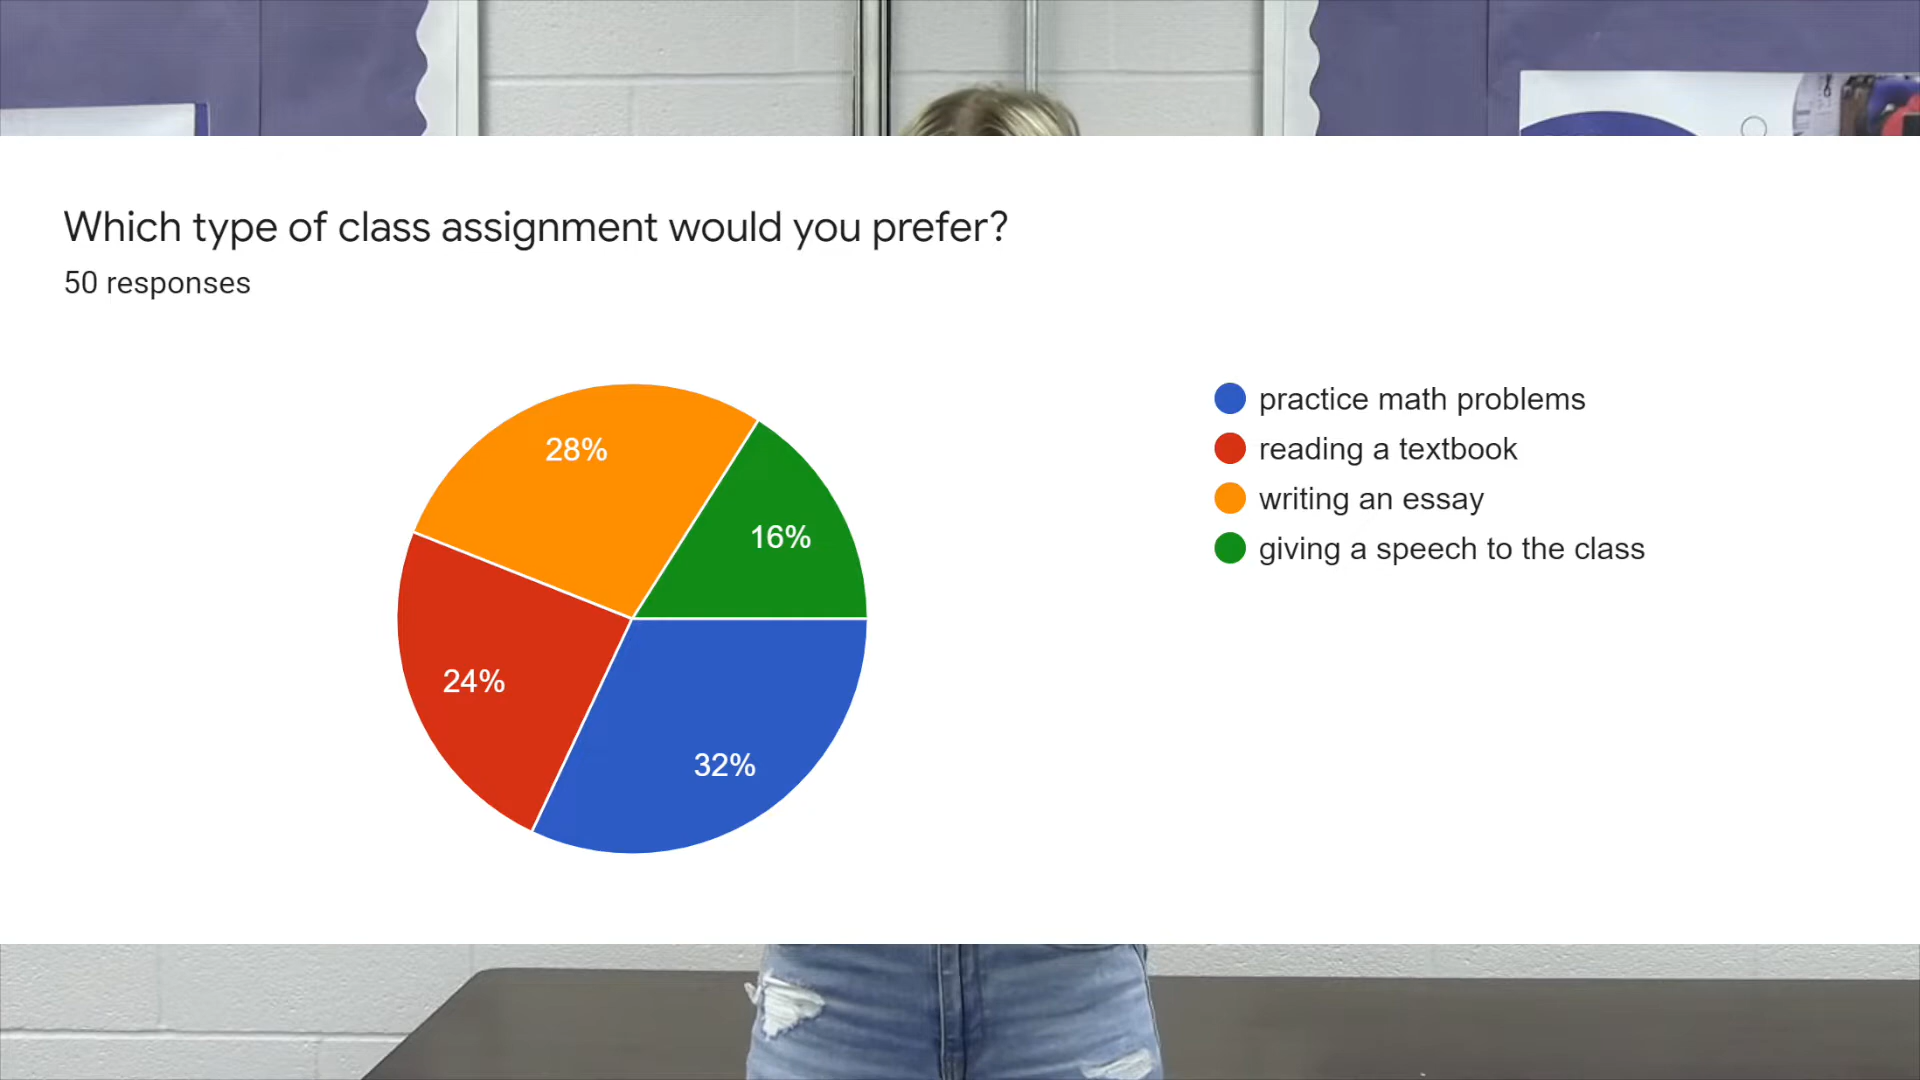 Which type of class assignment would you prefer?
50 responses
28%
16%
24%
32%
practice math problems
reading a textbook
writing an essay
giving a speech to the class